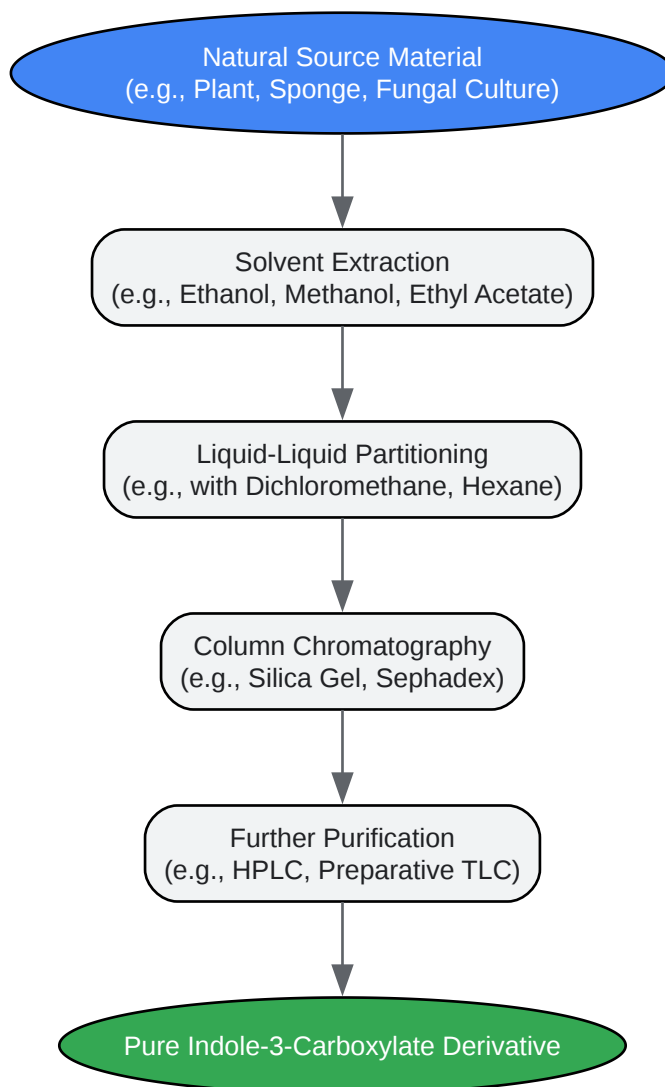 Natural Source Material
(e.g., Plant, Sponge, Fungal Culture)
Solvent Extraction
(e.g., Ethanol, Methanol, Ethyl Acetate)
Liquid-Liquid Partitioning
(e.g., with Dichloromethane, Hexane)
Column Chromatography
(e.g., Silica Gel, Sephadex)
Further Purification
(e.g., HPLC, Preparative TLC)
Pure Indole-3-Carboxylate Derivative